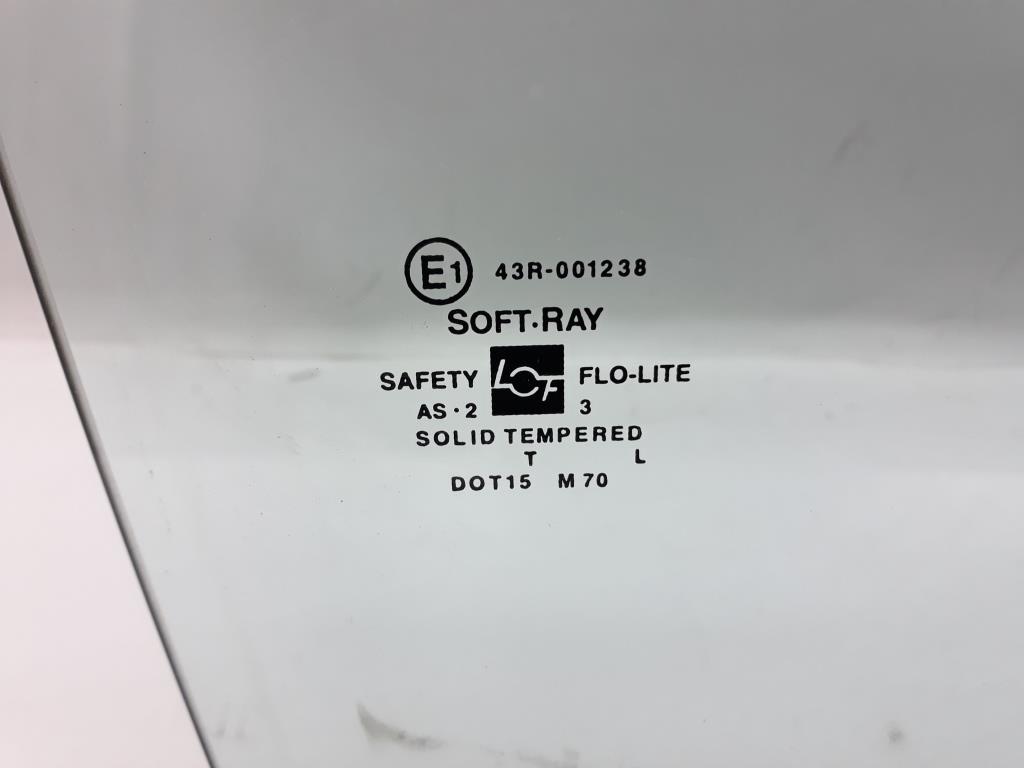 E1 43R-001238
SOFT·RAY
SAFETY LOF FLO-LITE
AS·2 3
SOLID TEMPERED
T L
DOT15 M70